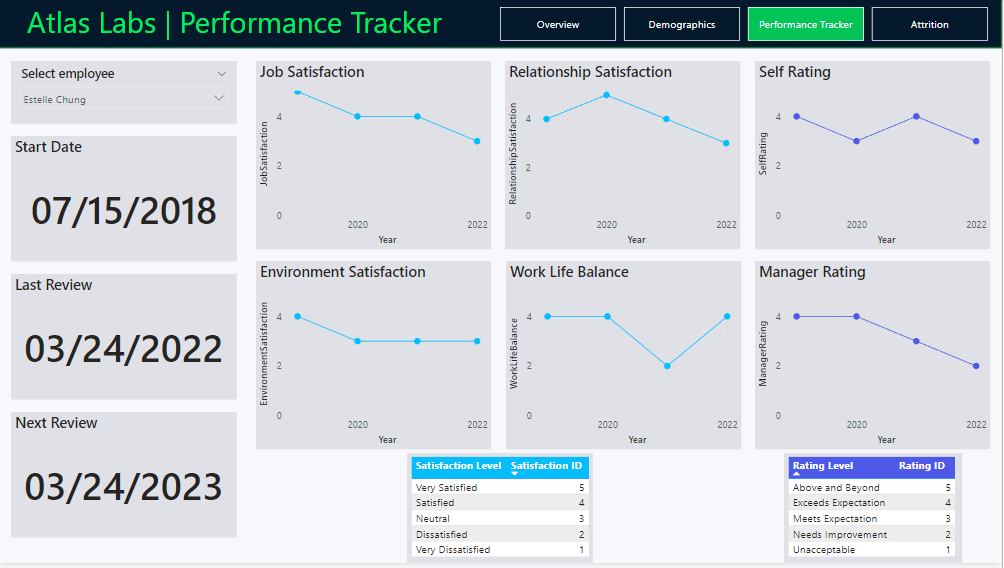 Atlas Labs | Performance Tracker
Overview
Demographics
Performance Tracker
Attrition
Select employee
Estelle Chung
Start Date
07/15/2018
Last Review
03/24/2022
Next Review
03/24/2023
Job Satisfaction
JobSatisfaction
4
2
0
2020
2022
Year
Relationship Satisfaction
RelationshipSatisfaction
4
2
0
2020
2022
Year
Self Rating
SelfRating
4
2
0
2020
2022
Year
Environment Satisfaction
EnvironmentSatisfaction
4
2
0
2020
2022
Year
Work Life Balance
WorkLifeBalance
4
2
0
2020
2022
Year
Manager Rating
ManagerRating
4
2
0
2020
2022
Year
Satisfaction Level Satisfaction ID
Very Satisfied 5
Satisfied 4
Neutral 3
Dissatisfied 2
Very Dissatisfied 1
Rating Level Rating ID
Above and Beyond 5
Exceeds Expectation 4
Meets Expectation 3
Needs Improvement 2
Unacceptable 1